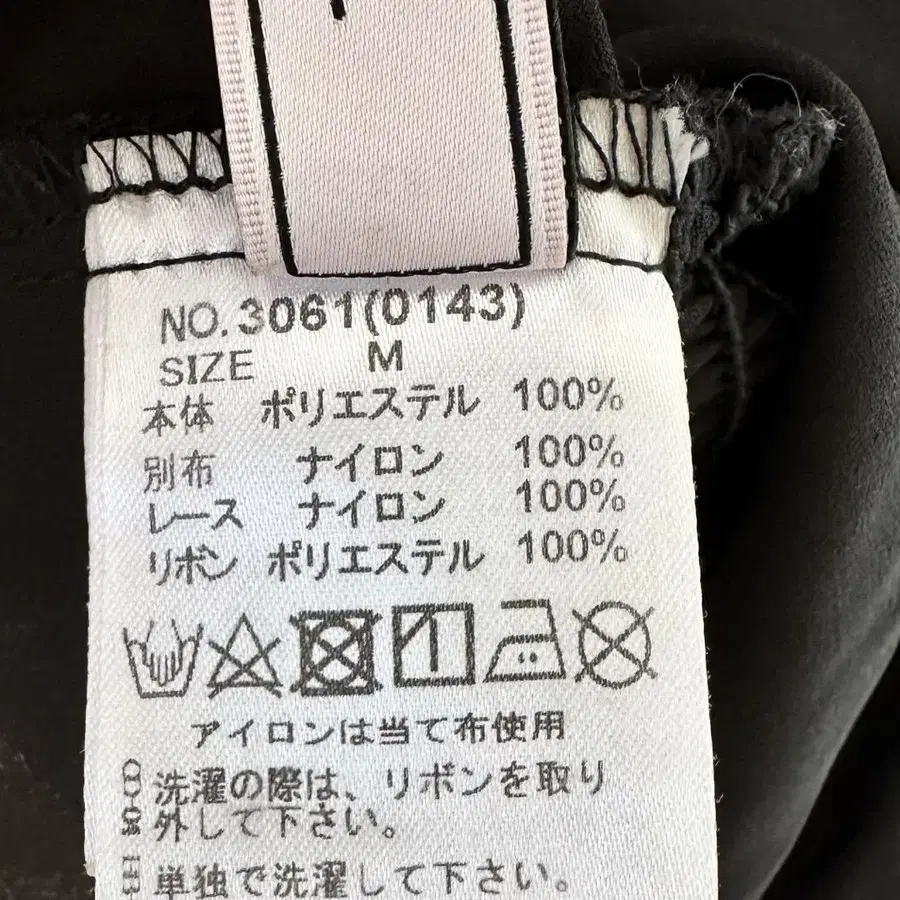 NO.3061(0143)
SIZE M
本体 ポリエステル 100%
別布 ナイロン 100%
レース ナイロン 100%
リボン ポリエステル 100%
アイロンは当て布使用
洗濯の際は、リボンを取り
外して下さい。
単独で洗濯して下さい。